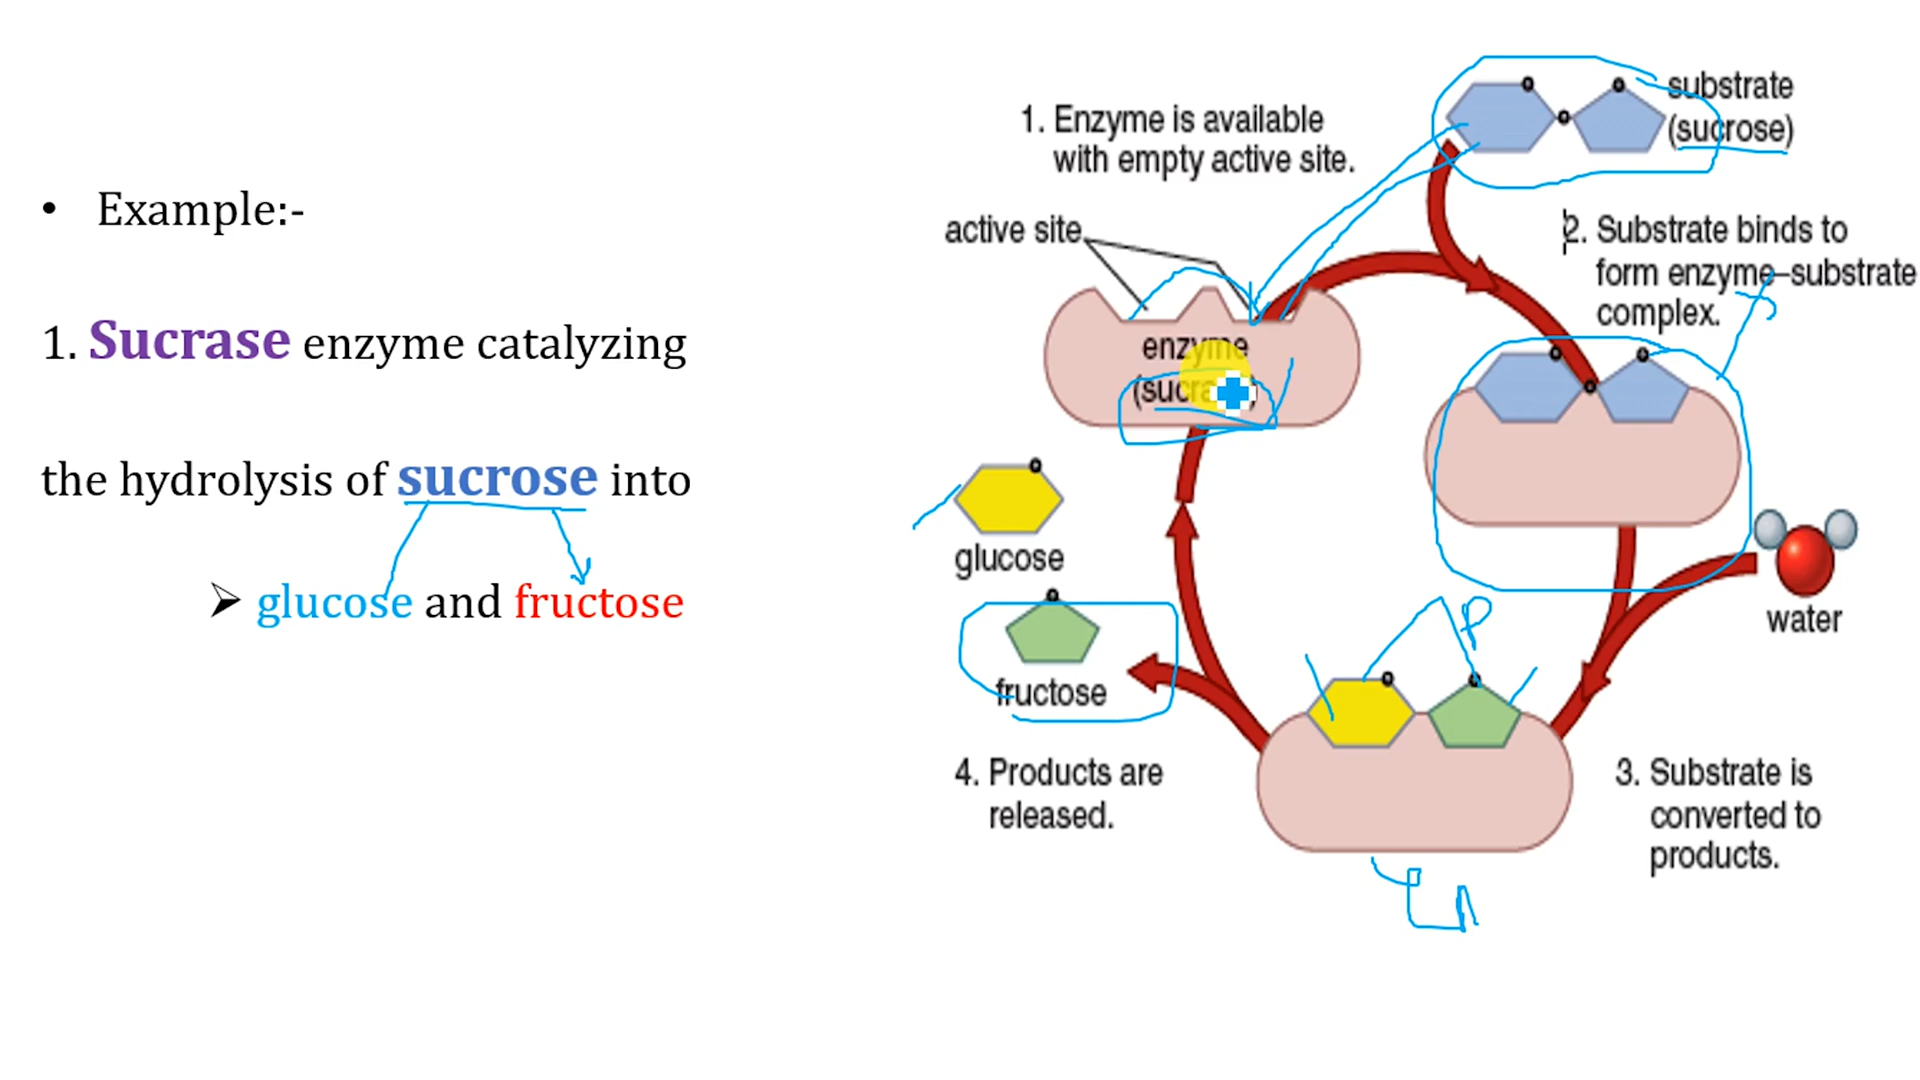 • Example:-
1. Sucrase enzyme catalyzing
the hydrolysis of sucrose into
➢ glucose and fructose
substrate
(sucrose)
1. Enzyme is available
with empty active site.
active site
2. Substrate binds to
form enzyme–substrate
complex.
enzyme
glucose
water
P
fructose
4. Products are
released.
3. Substrate is
converted to
products.